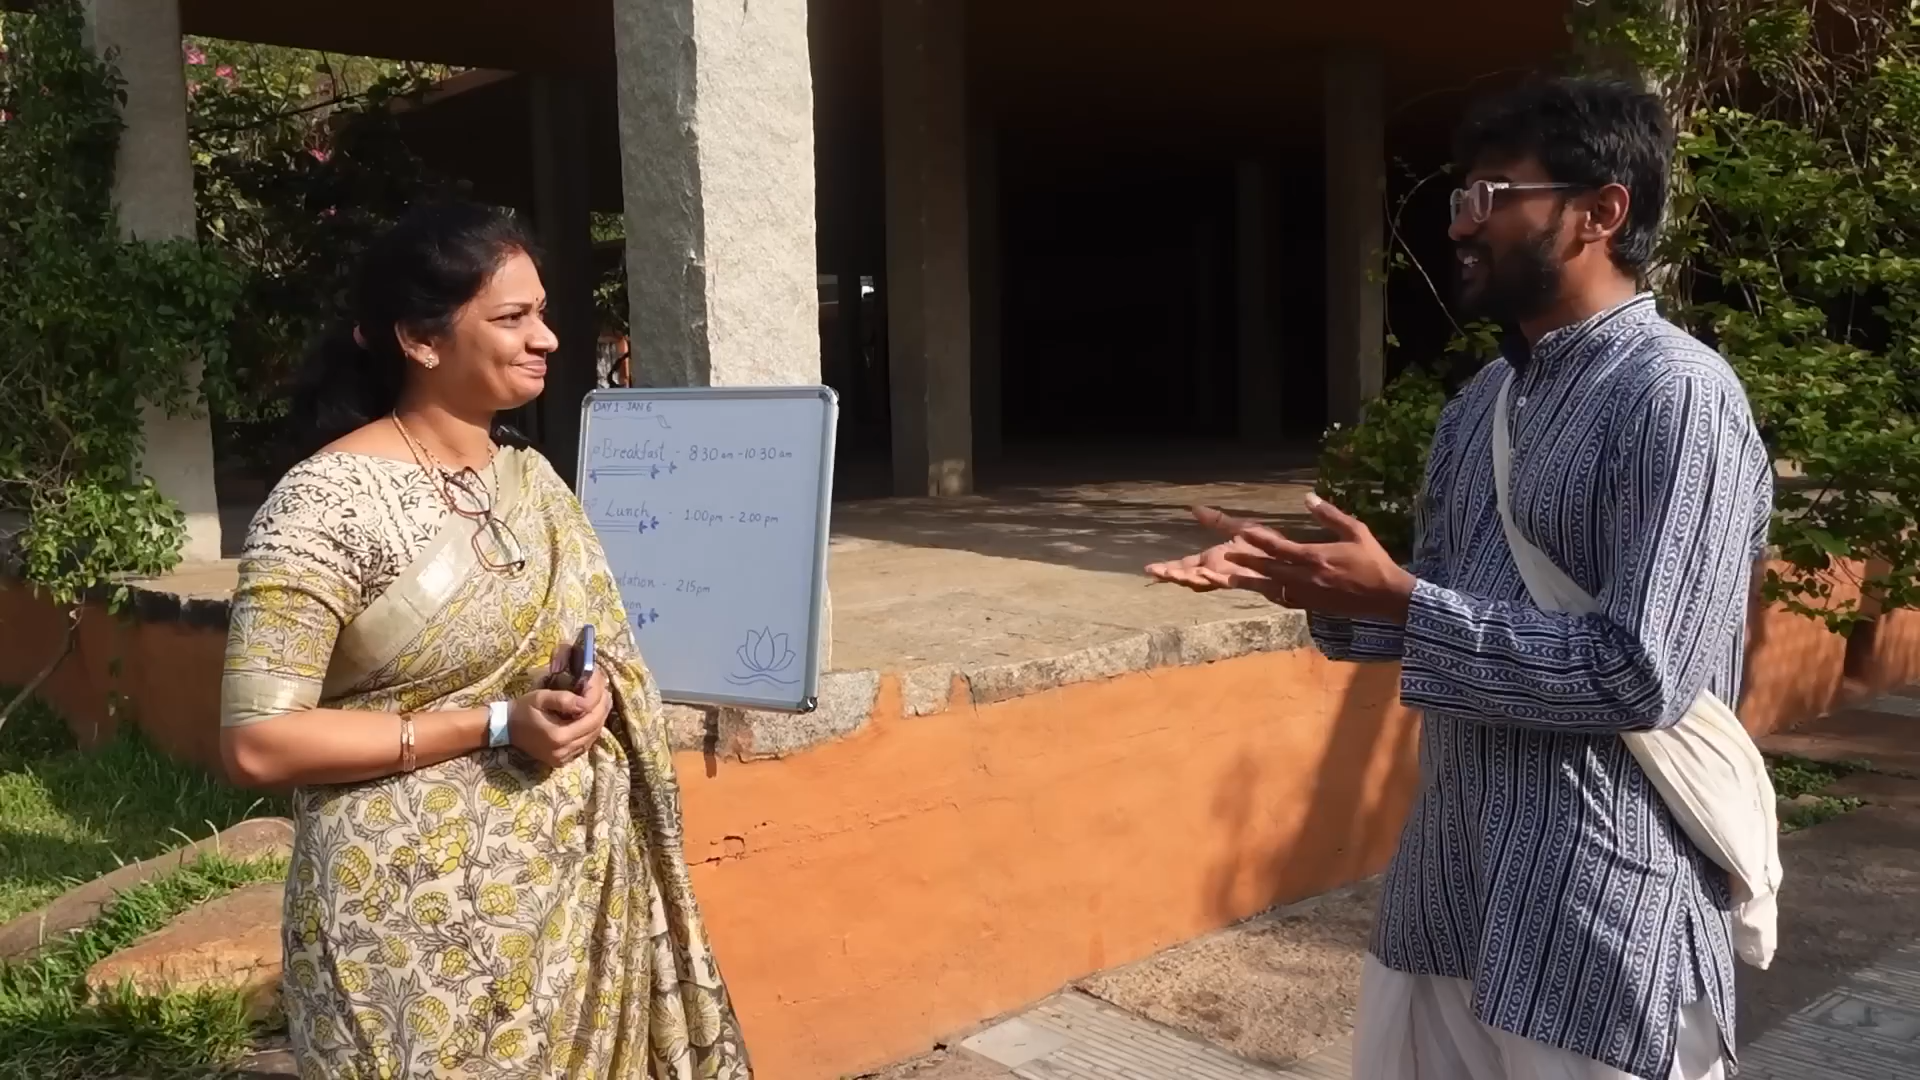 DAY 1 - JAN 6
Breakfast - 8 30 am - 10 30 am
Lunch - 1.00 pm - 2.00 pm
- 2 15 pm